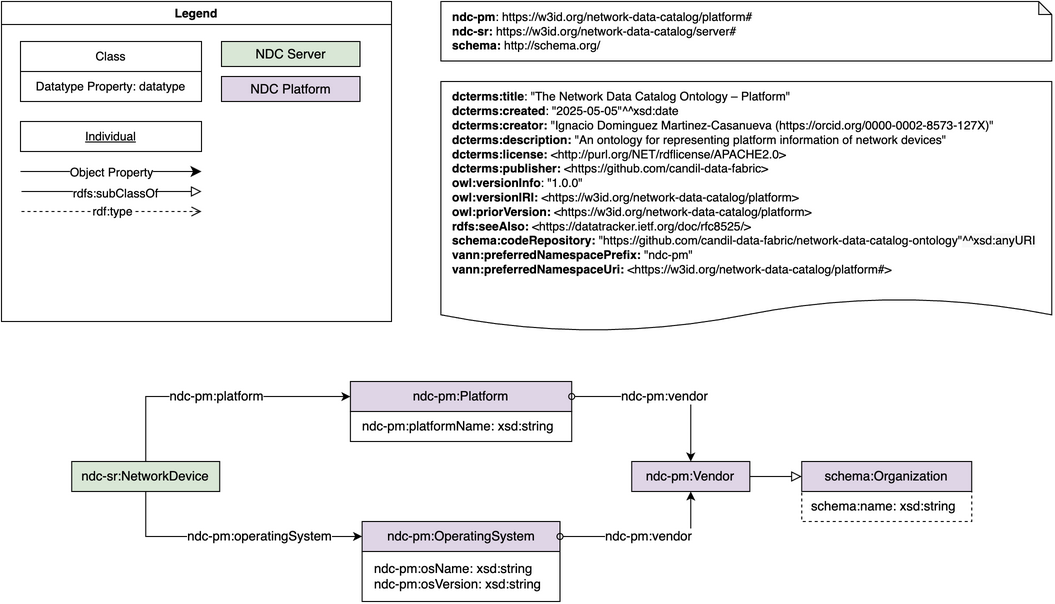 Legend
Class
Datatype Property: datatype
NDC Server
NDC Platform
Individual
Object Property
rdfs:subClassOf
rdf:type
ndc-pm: https://w3id.org/network-data-catalog/platform#
ndc-sr: https://w3id.org/network-data-catalog/server#
schema: http://schema.org/
dcterms:title: "The Network Data Catalog Ontology – Platform"
dcterms:created: "2025-05-05"^^xsd:date
dcterms:creator: "Ignacio Dominguez Martinez-Casanueva (https://orcid.org/0000-0002-8573-127X)"
dcterms:description: "An ontology for representing platform information of network devices"
dcterms:license: <http://purl.org/NET/rdflicense/APACHE2.0>
dcterms:publisher: <https://github.com/candil-data-fabric>
owl:versionInfo: "1.0.0"
owl:versionIRI: <https://w3id.org/network-data-catalog/platform>
owl:priorVersion: <https://w3id.org/network-data-catalog/platform>
rdfs:seeAlso: <https://datatracker.ietf.org/doc/rfc8525/>
schema:codeRepository: "https://github.com/candil-data-fabric/network-data-catalog-ontology"^^xsd:anyURI
vann:preferredNamespacePrefix: "ndc-pm"
vann:preferredNamespaceUri: <https://w3id.org/network-data-catalog/platform#>
ndc-pm:platform
ndc-pm:Platform
ndc-pm:platformName: xsd:string
ndc-pm:vendor
ndc-sr:NetworkDevice
ndc-pm:Vendor
schema:Organization
schema:name: xsd:string
ndc-pm:operatingSystem
ndc-pm:OperatingSystem
ndc-pm:osName: xsd:string
ndc-pm:osVersion: xsd:string
ndc-pm:vendor